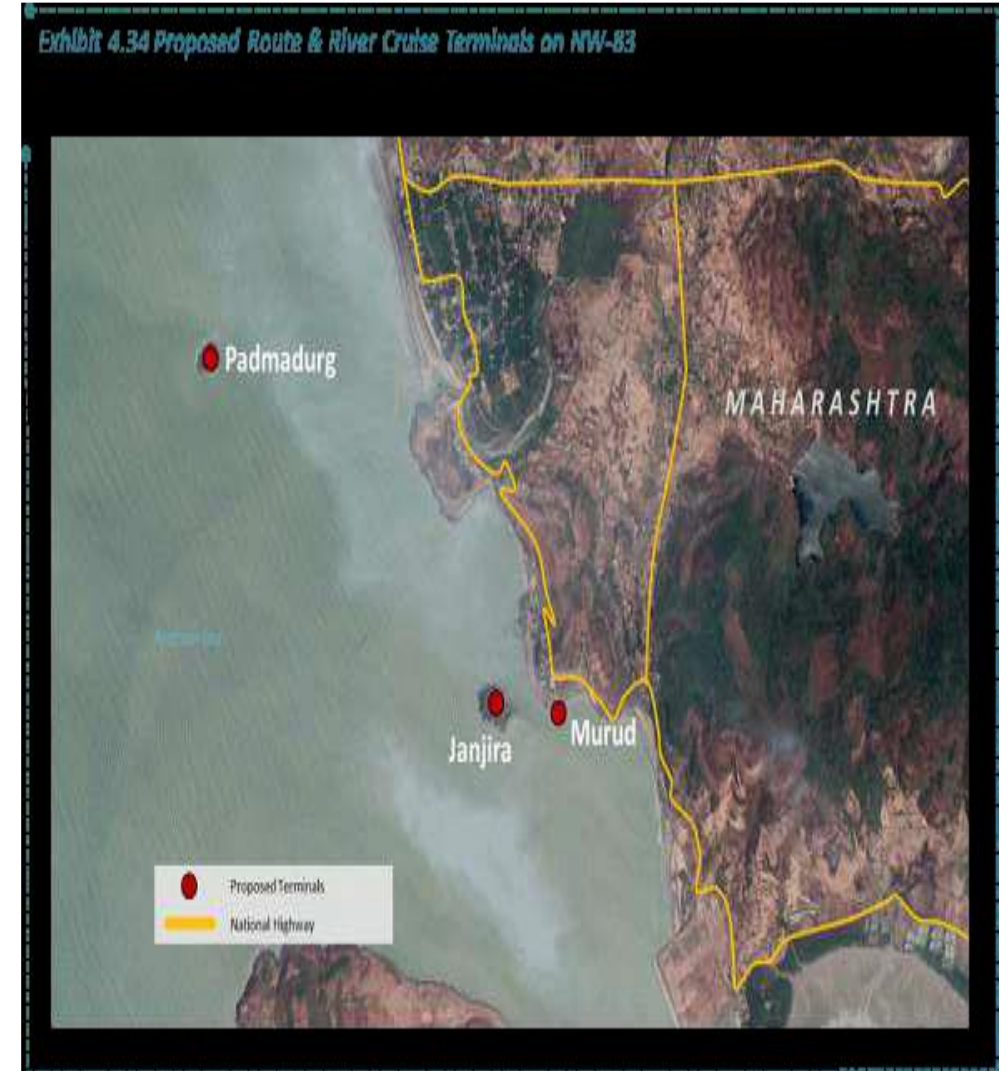 Exhibit 4.34 Proposed Route & River Cruise Terminals on NW-83
Padmadurg
MAHARASHTRA
Janjira
Murud
Proposed Terminals
National Highway